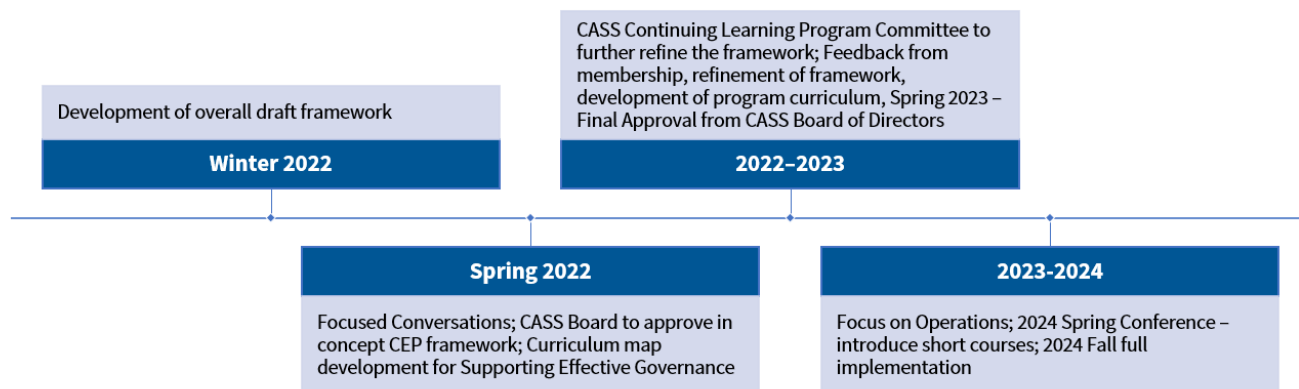 Development of overall draft framework
Winter 2022
Focused Conversations; CASS Board to approve in
concept CEP framework; Curriculum map
development for Supporting Effective Governance
Spring 2022
CASS Continuing Learning Program Committee to
further refine the framework; Feedback from
membership, refinement of framework,
development of program curriculum, Spring 2023 –
Final Approval from CASS Board of Directors
2022–2023
2023-2024
Focus on Operations; 2024 Spring Conference –
introduce short courses; 2024 Fall full
implementation